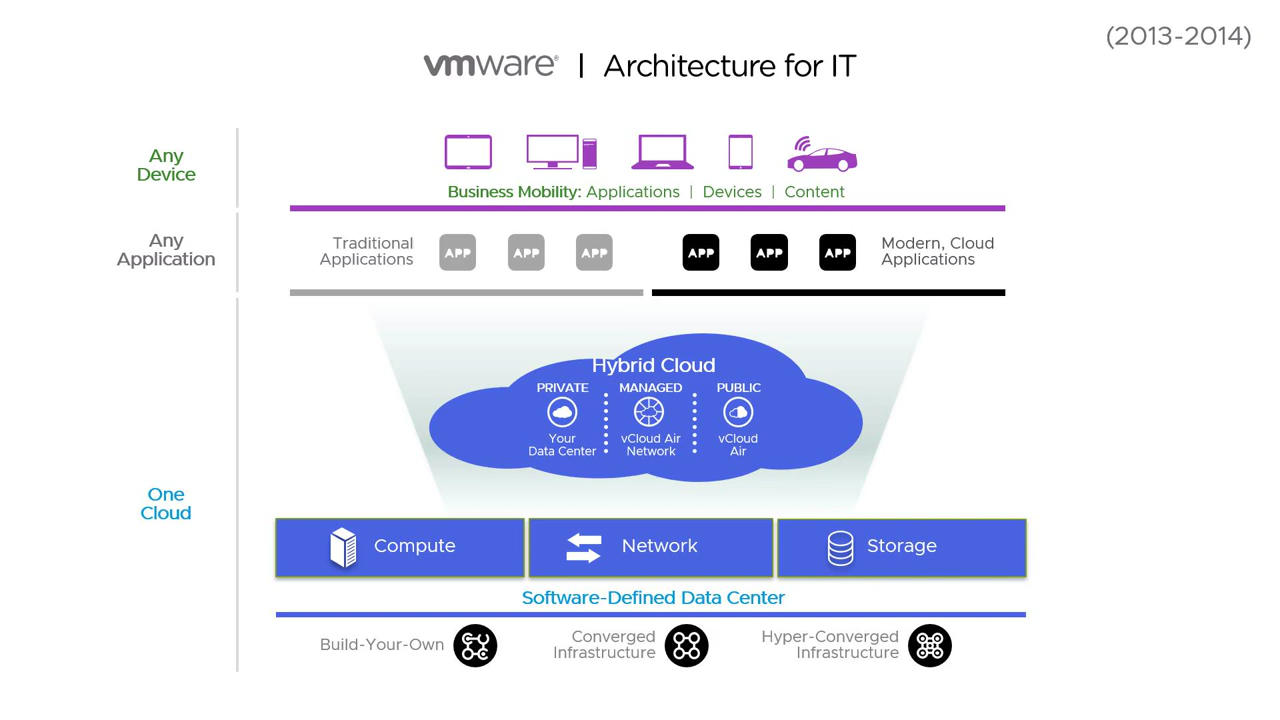 (2013-2014)
vmware® | Architecture for IT
Any
Device
Business Mobility: Applications | Devices | Content
Any
Application
Traditional
Applications
APP APP APP
APP APP APP
Modern, Cloud
Applications
Hybrid Cloud
PRIVATE
Your
Data Center
MANAGED
vCloud Air
Network
PUBLIC
vCloud
Air
One
Cloud
Compute
Network
Storage
Software-Defined Data Center
Build-Your-Own
Converged
Infrastructure
Hyper-Converged
Infrastructure